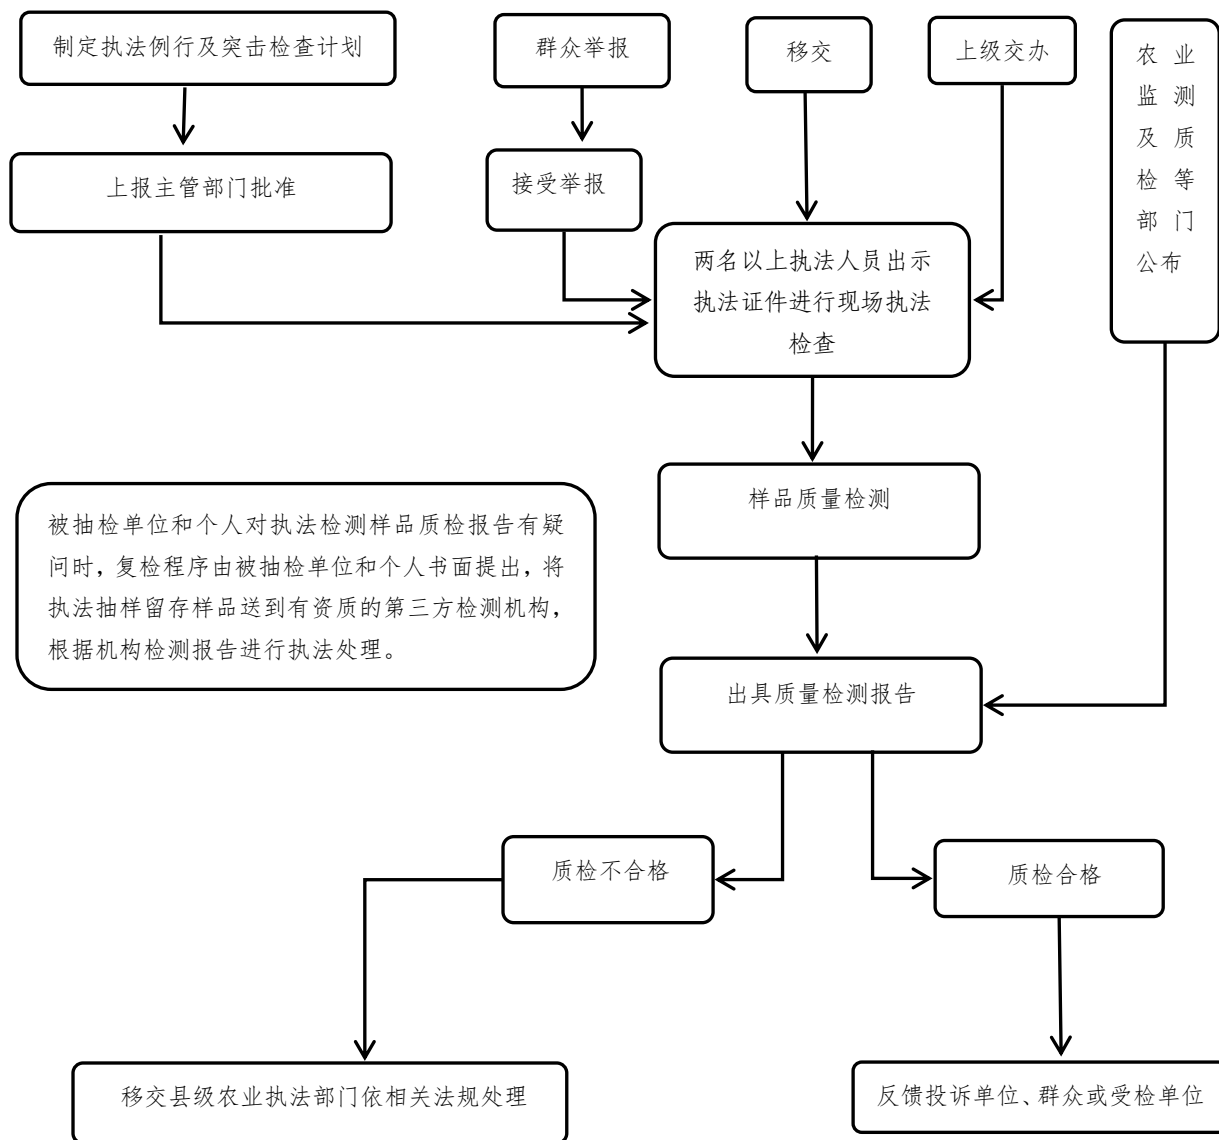 制定执法例行及突击检查计划
群众举报
移交
上级交办
农业
监测
及质
检等
部门
公布
上报主管部门批准
接受举报
两名以上执法人员出示
执法证件进行现场执法
检查
样品质量检测
被抽检单位和个人对执法检测样品质检报告有疑
问时，复检程序由被抽检单位和个人书面提出，将
执法抽样留存样品送到有资质的第三方检测机构，
根据机构检测报告进行执法处理。
出具质量检测报告
质检不合格
质检合格
移交县级农业执法部门依相关法规处理
反馈投诉单位、群众或受检单位